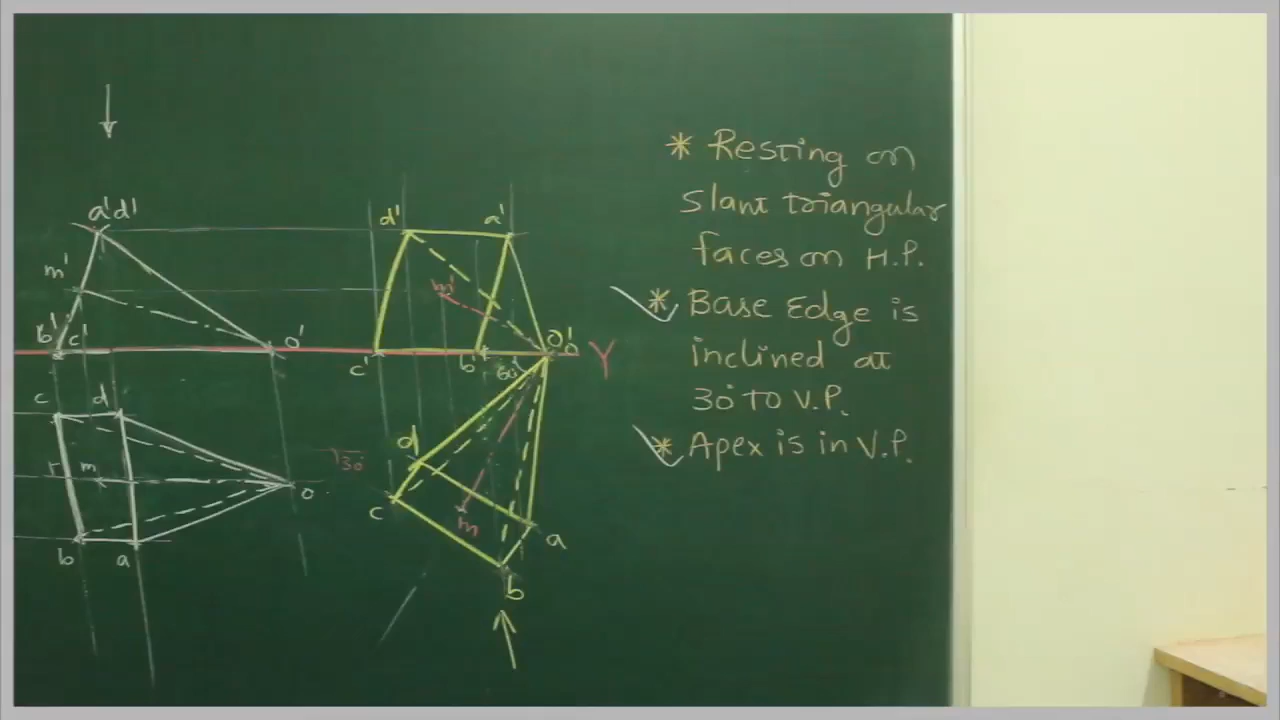 a'd'
m'
b' c'
o'
d' a'
m'
c' b' O'
o
Y
60
c d
r m
o
b a
30
d
c
m
a
b
* Resting on
Slant triangular
faces on H.P.
* Base Edge is
inclined at
30° TO V.P.
* Apex is in V.P.